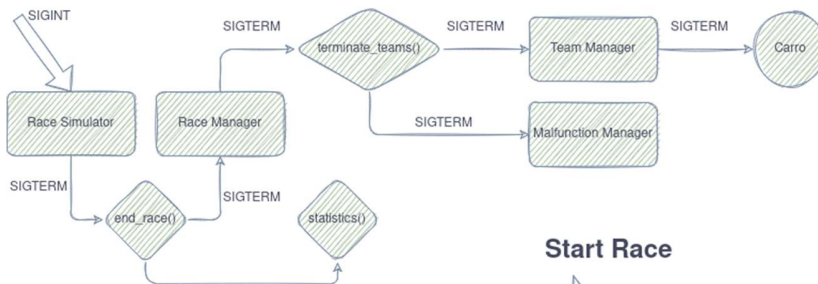 SIGINT
SIGTERM
SIGTERM
SIGTERM
terminate_teams()
Team Manager
Carro
Race Simulator
Race Manager
SIGTERM
Malfunction Manager
SIGTERM
SIGTERM
end_race()
statistics()
Start Race